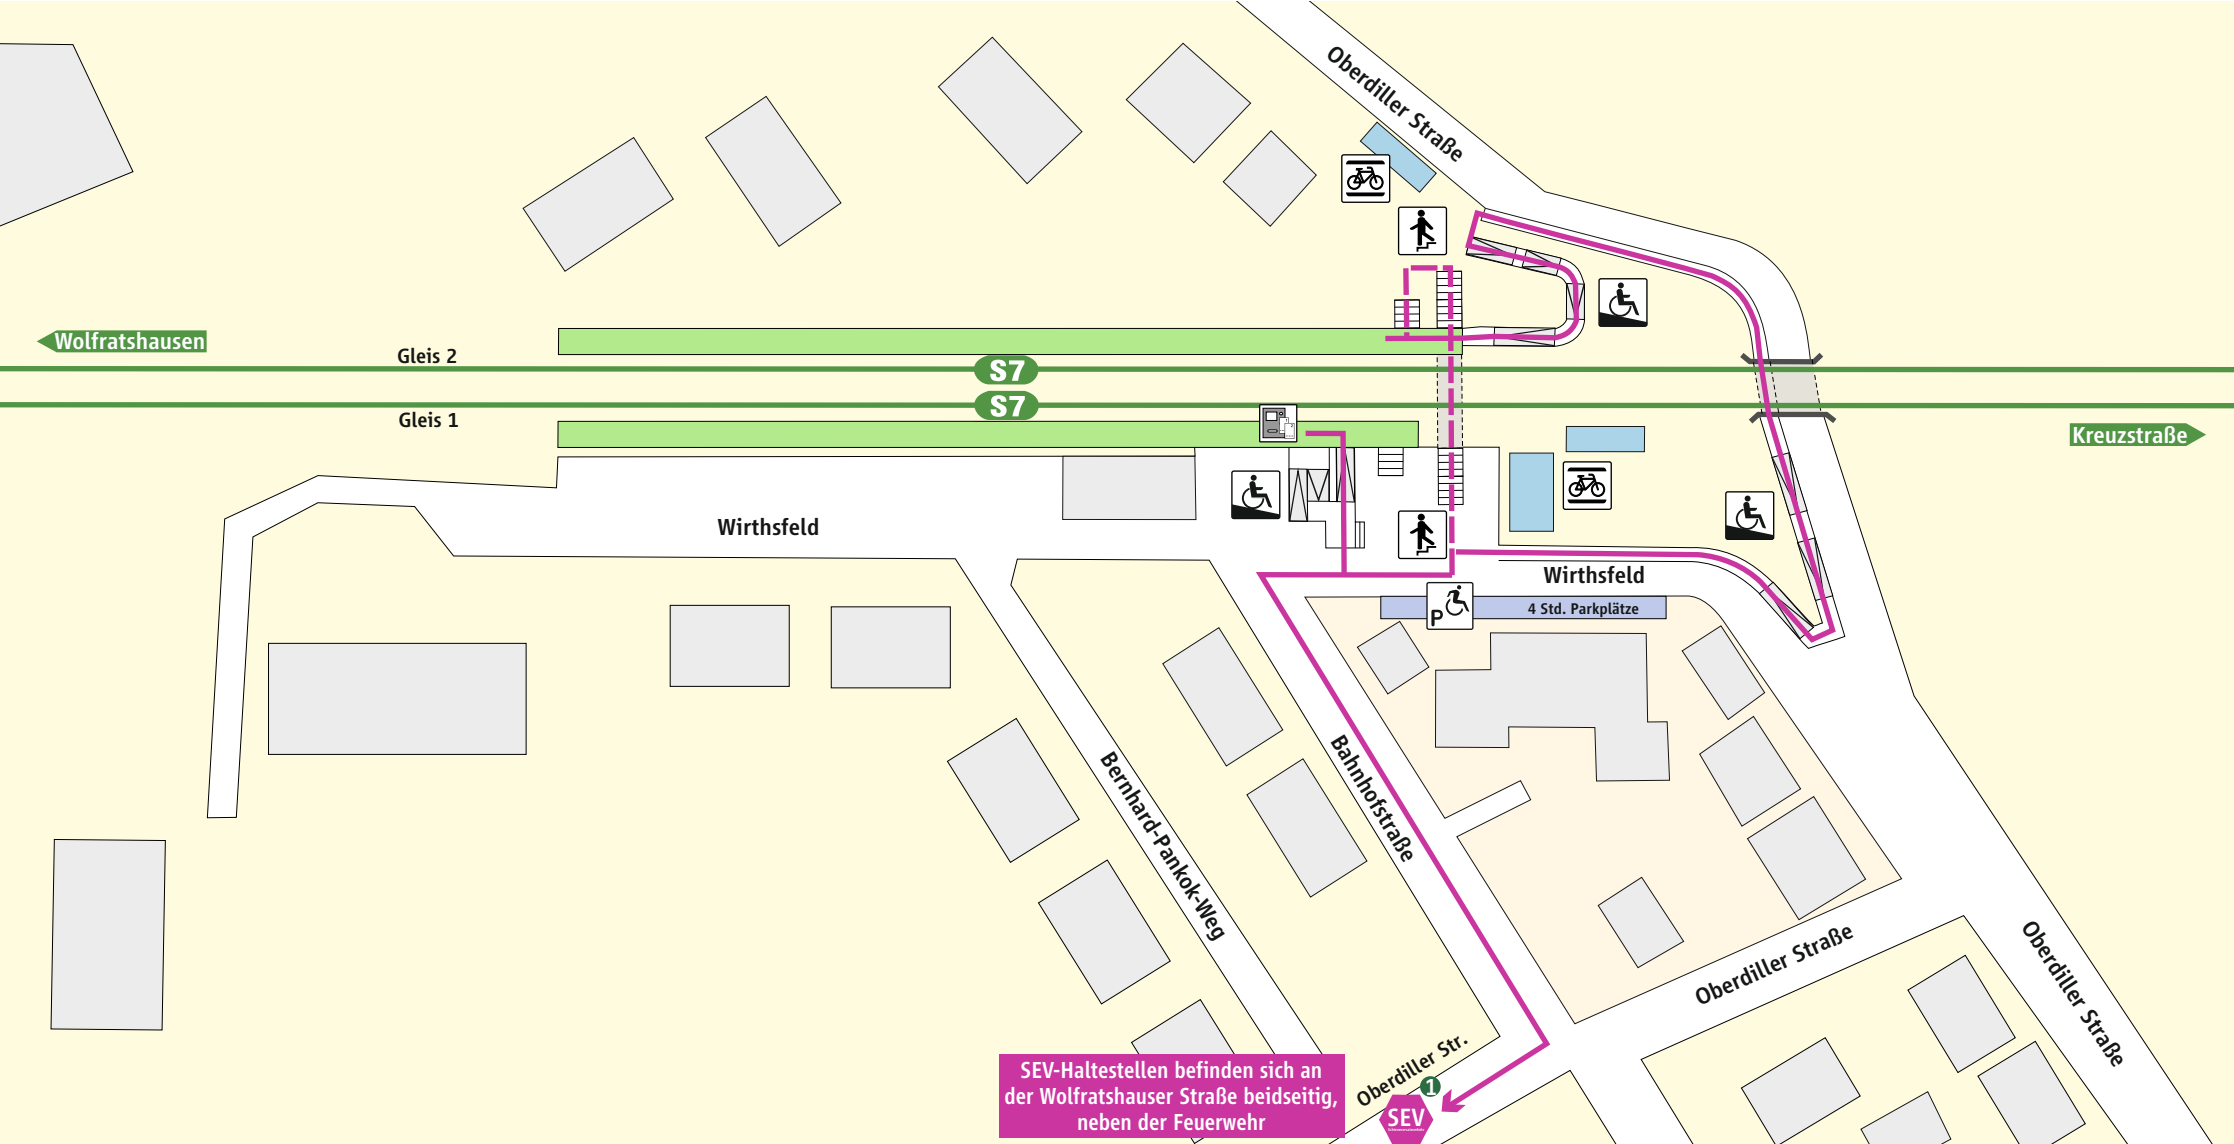 Oberdiller Straße
Wolfratshausen
Gleis 2
S7
S7
Gleis 1
Kreuzstraße
Wirthsfeld
Wirthsfeld
P
4 Std. Parkplätze
Bahnhofstraße
Bernhard-Pankok-Weg
Oberdiller Straße
Oberdiller Straße
Oberdiller Str.
SEV-Haltestellen befinden sich an
der Wolfratshauser Straße beidseitig,
neben der Feuerwehr
1
SEV